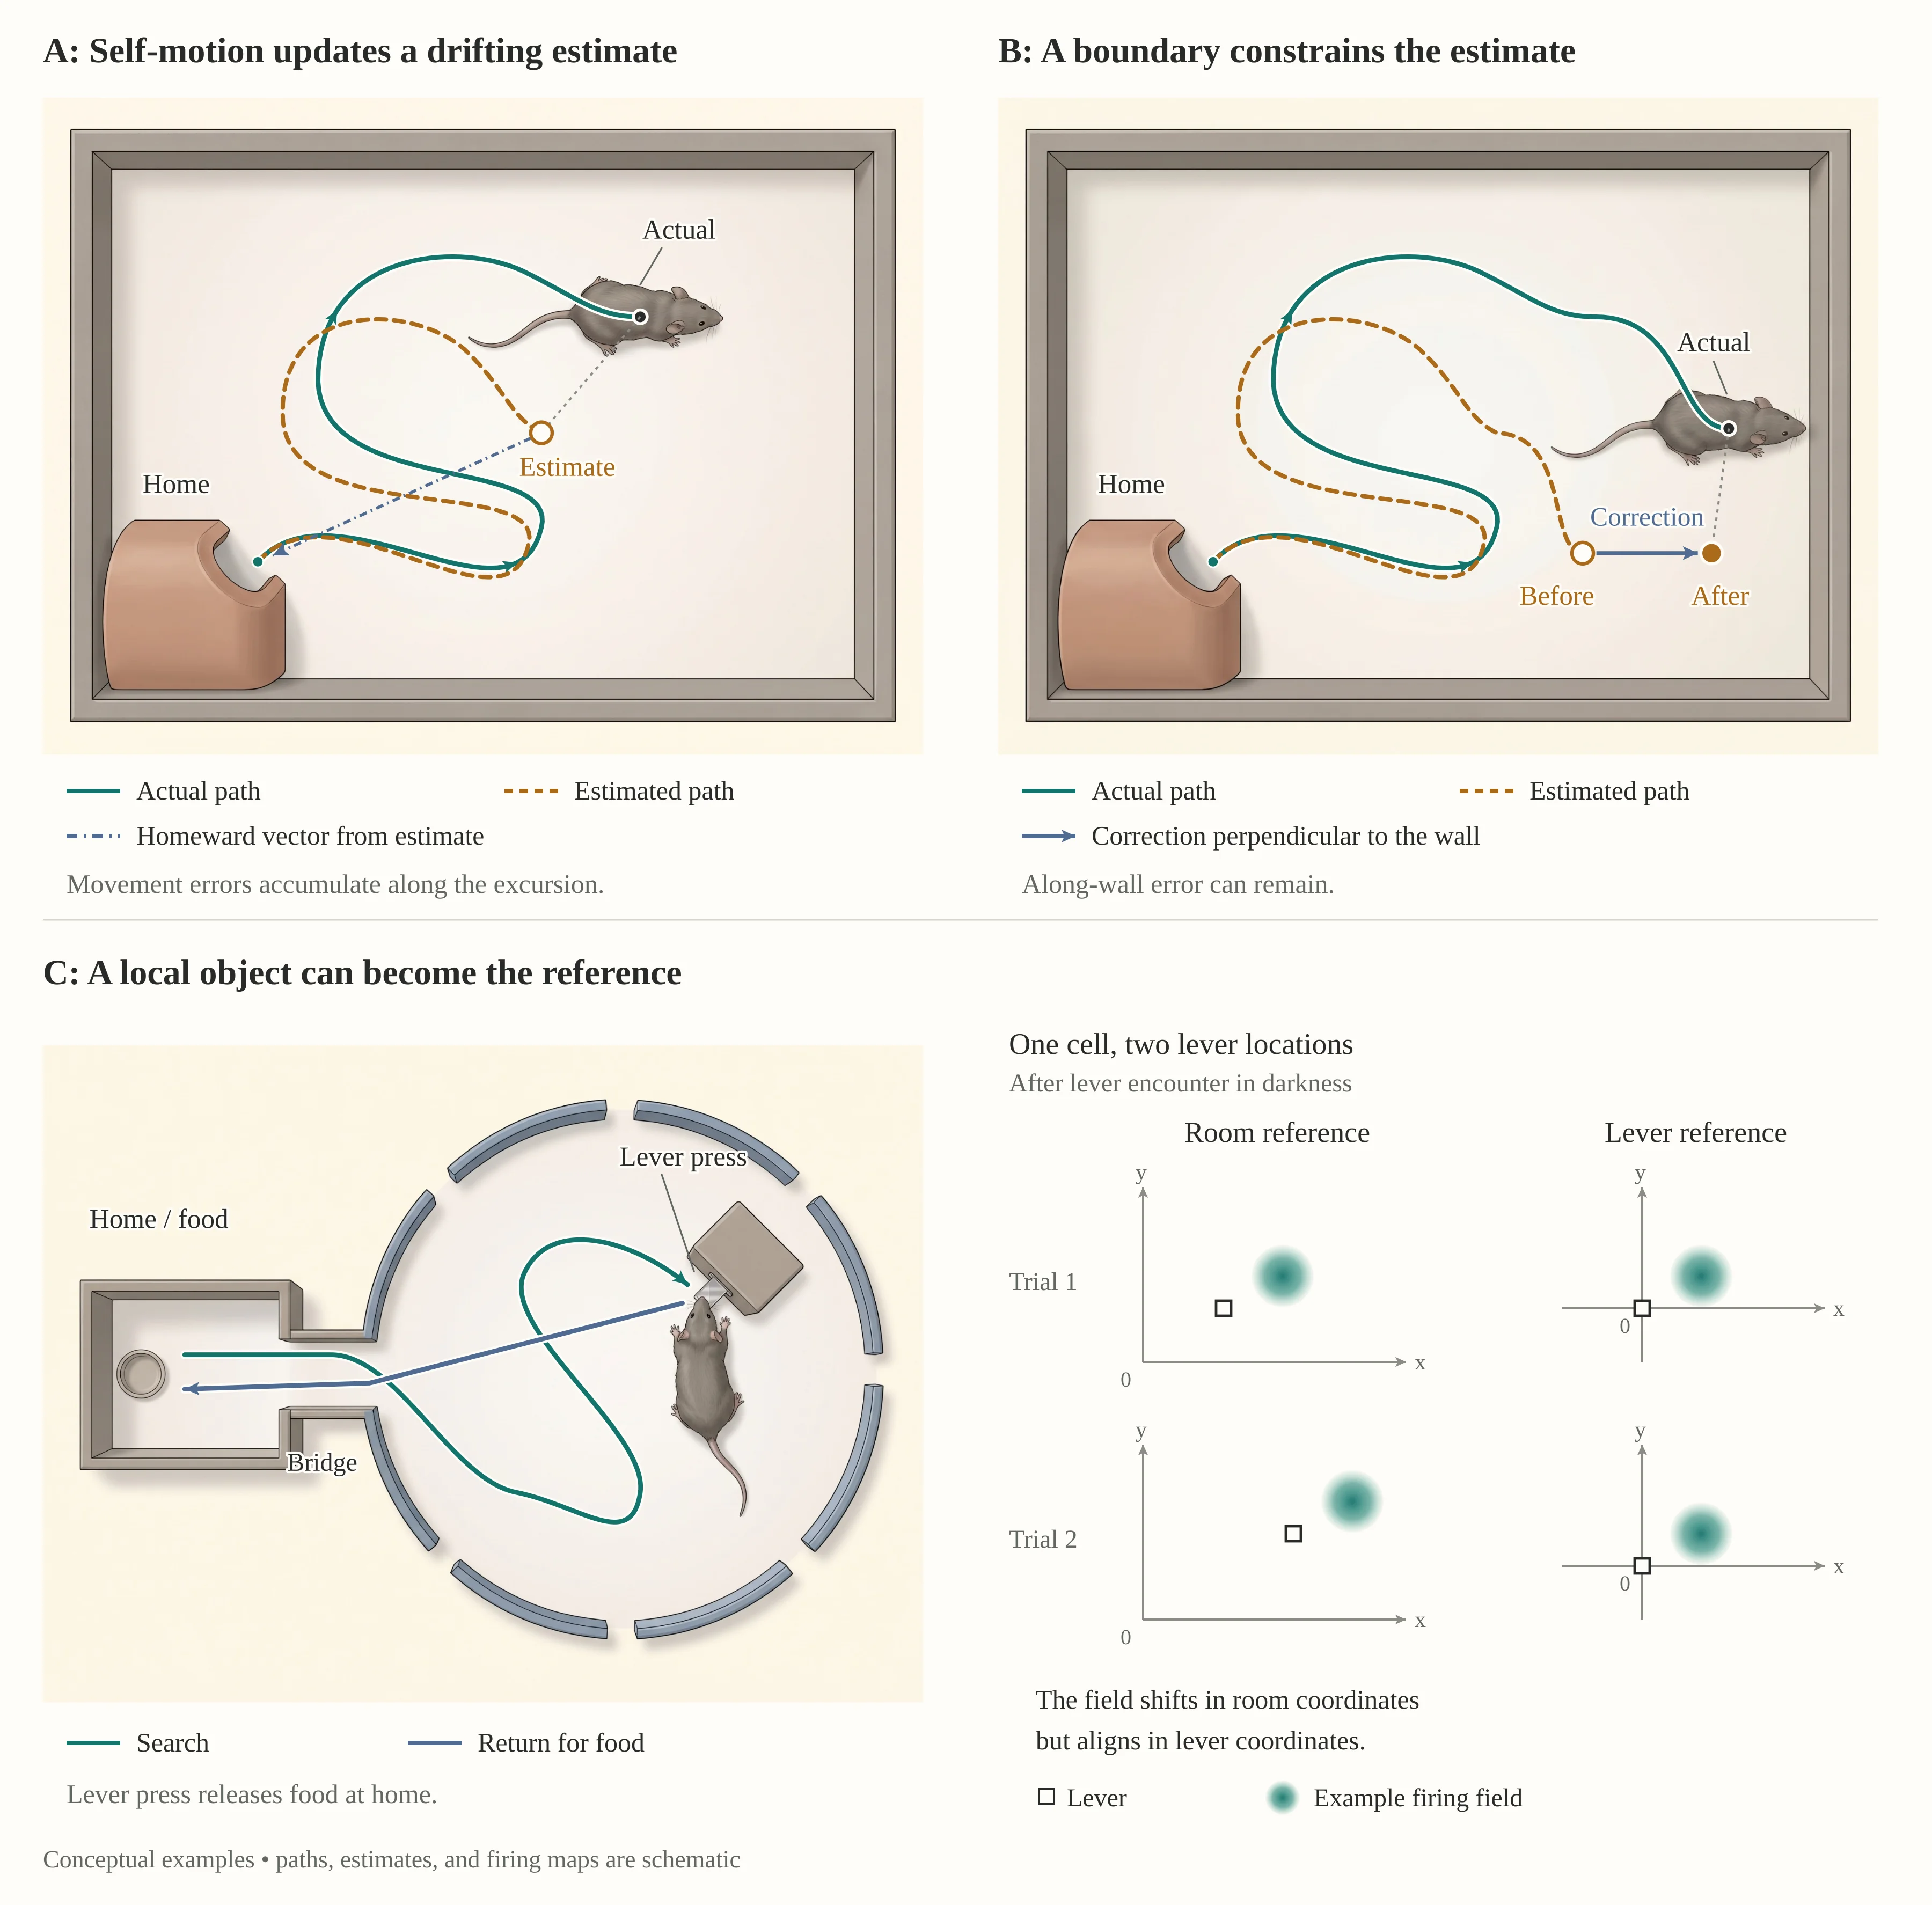 A: Self-motion updates a drifting estimate
Actual
Estimate
Home
Actual path
Estimated path
Homeward vector from estimate
Movement errors accumulate along the excursion.
B: A boundary constrains the estimate
Actual
Home
Correction
Before
After
Actual path
Estimated path
Correction perpendicular to the wall
Along-wall error can remain.
C: A local object can become the reference
Lever press
Home / food
Bridge
Search
Return for food
Lever press releases food at home.
One cell, two lever locations
After lever encounter in darkness
Room reference
Lever reference
Trial 1
y
x
0
y
x
0
Trial 2
y
x
0
y
x
0
The field shifts in room coordinates
but aligns in lever coordinates.
Lever
Example firing field
Conceptual examples • paths, estimates, and firing maps are schematic